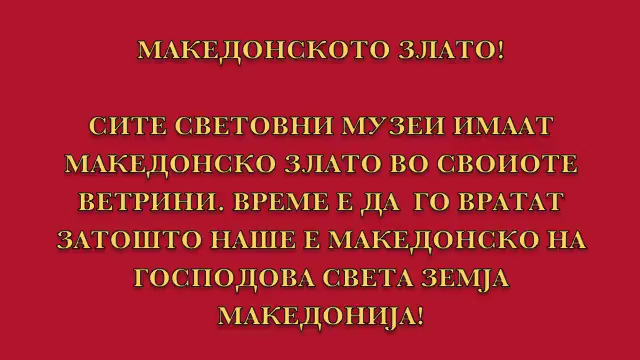 МАКЕДОНСКОТО ЗЛАТО!
СИТЕ СВЕТОВНИ МУЗЕИ ИМААТ
МАКЕДОНСКО ЗЛАТО ВО СВОИОТЕ
ВЕТРИНИ. ВРЕМЕ Е ДА ГО ВРАТАТ
ЗАТОШТО НАШЕ Е МАКЕДОНСКО НА
ГОСПОДОВА СВЕТА ЗЕМЈА
МАКЕДОНИЈА!